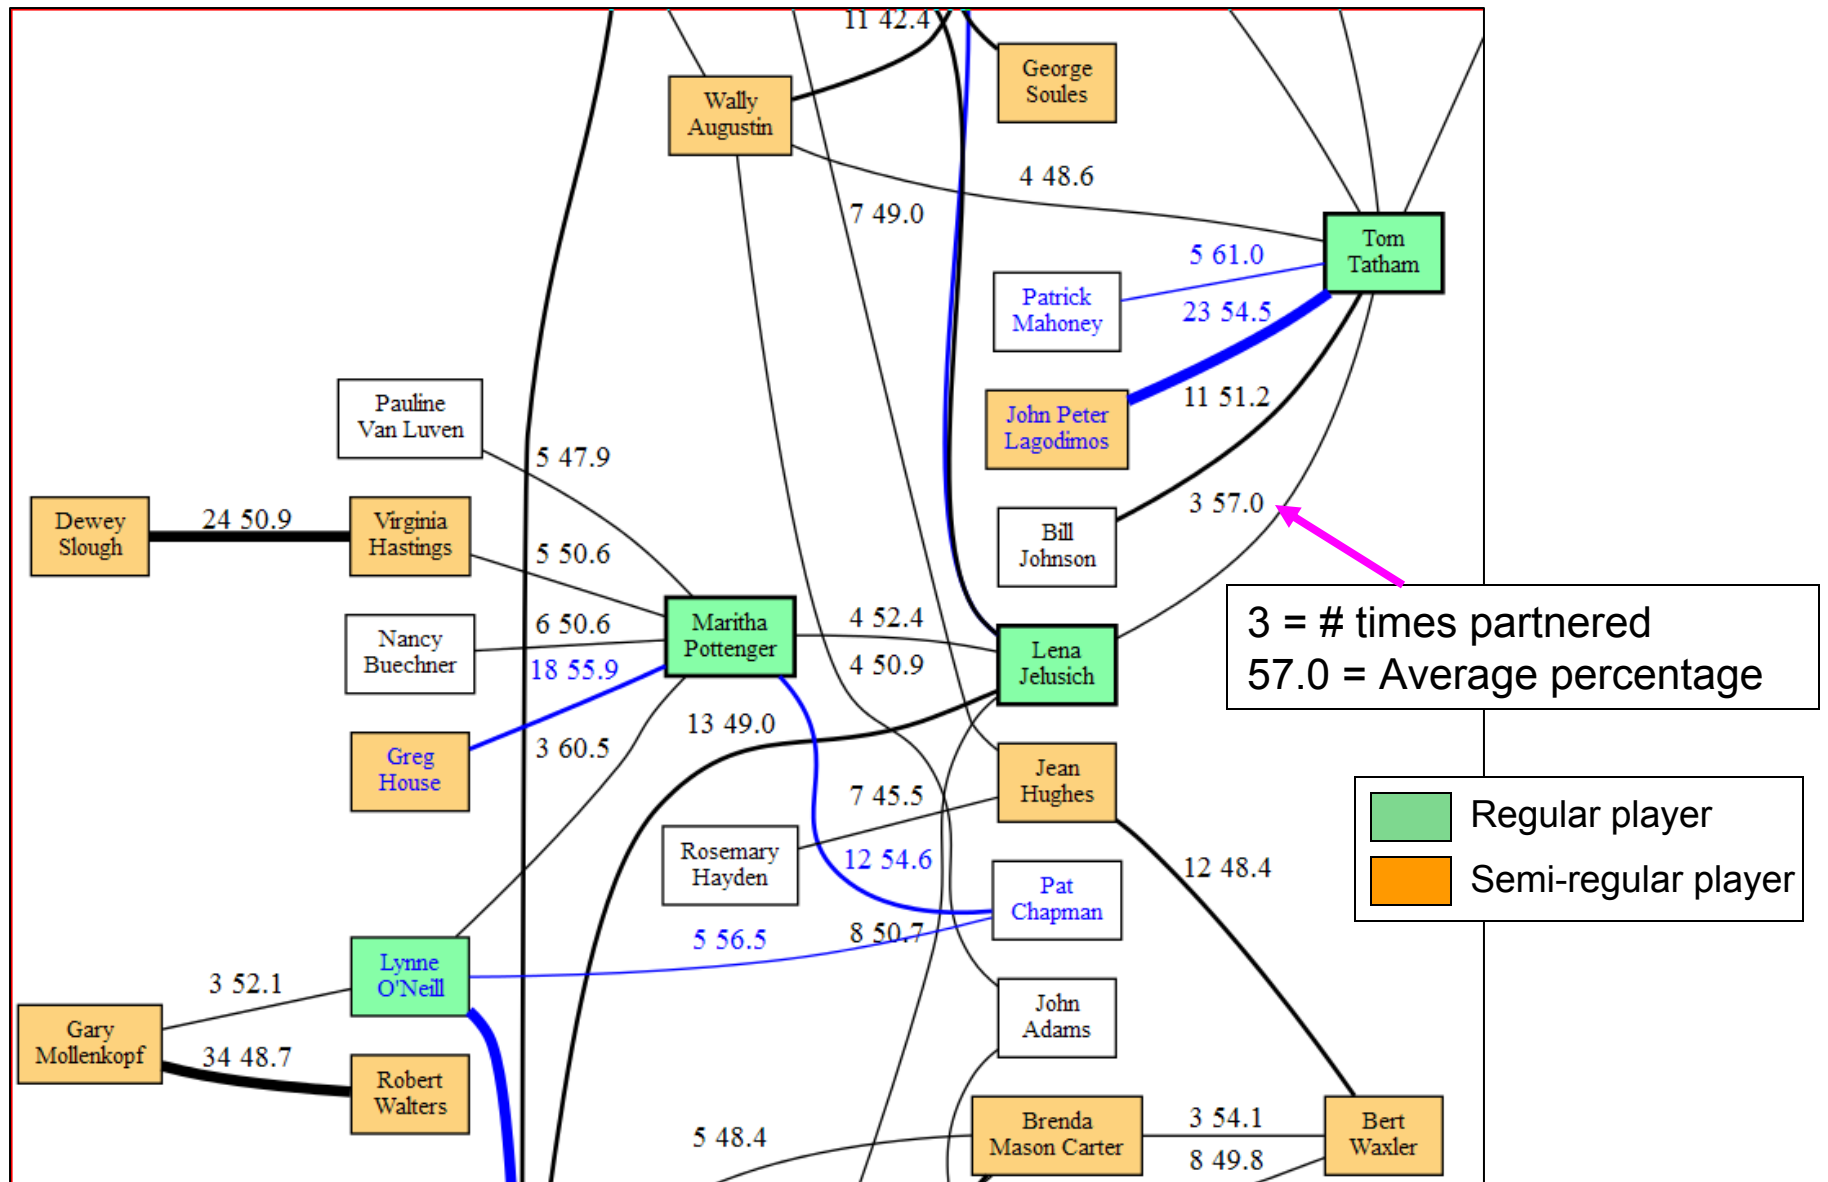 11 42.4
George
Soules
Wally
Augustin
4 48.6
7 49.0
Tom
Tatham
5 61.0
Patrick
Mahoney
23 54.5
11 51.2
John Peter
Lagodimos
Pauline
Van Luven
5 47.9
3 57.0
Dewey
Slough
24 50.9
Virginia
Hastings
5 50.6
Bill
Johnson
3 = # times partnered
57.0 = Average percentage
Nancy
Buechner
6 50.6
18 55.9
Maritha
Pottenger
4 52.4
4 50.9
Lena
Jelusich
13 49.0
3 60.5
Greg
House
Jean
Hughes
7 45.5
Regular player
Semi-regular player
Rosemary
Hayden
12 54.6
12 48.4
Pat
Chapman
5 56.5
8 50.7
Lynne
O'Neill
3 52.1
John
Adams
Gary
Mollenkopf
34 48.7
Robert
Walters
5 48.4
Brenda
Mason Carter
3 54.1
8 49.8
Bert
Waxler